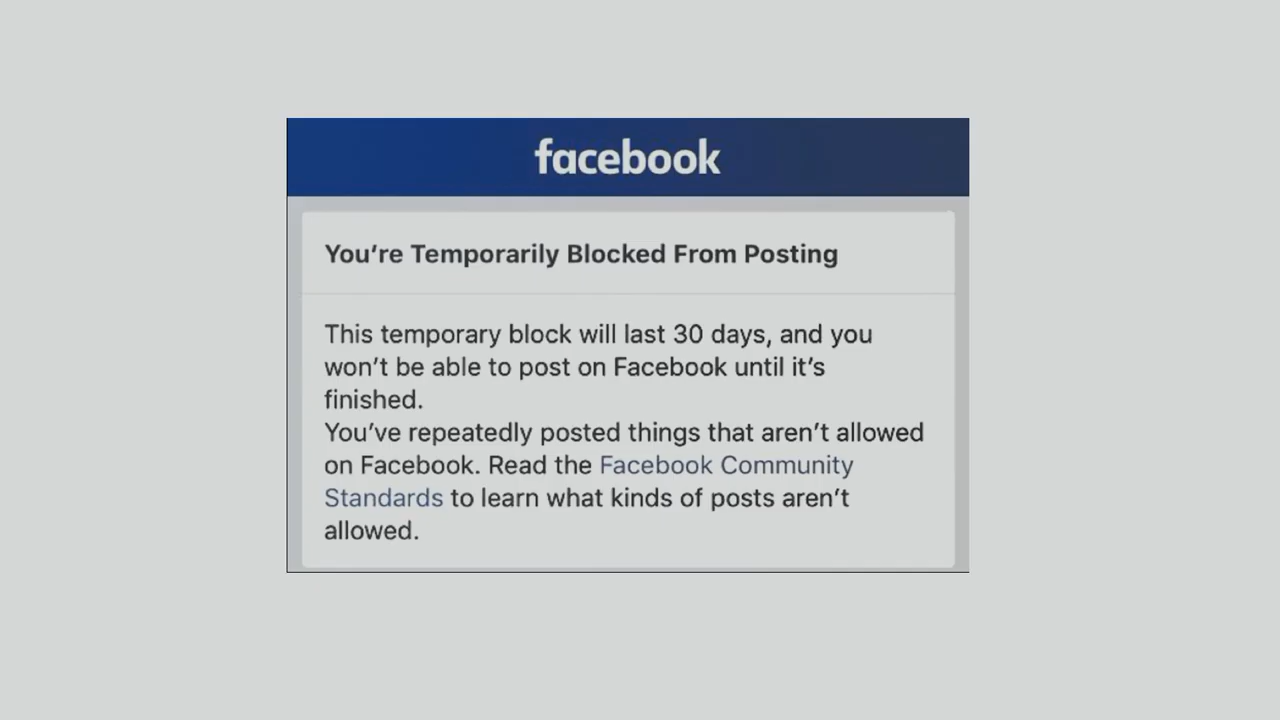 facebook
You’re Temporarily Blocked From Posting
This temporary block will last 30 days, and you
won’t be able to post on Facebook until it’s
finished.
You’ve repeatedly posted things that aren’t allowed
on Facebook. Read the Facebook Community
Standards to learn what kinds of posts aren’t
allowed.